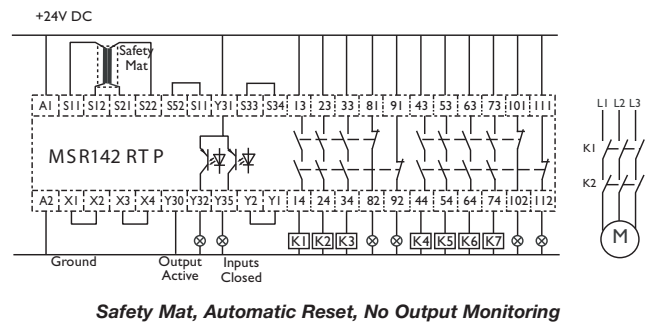 +24V DC
Safety
Mat
A1 S11 S12 S21 S22 S52 S11 Y31 S33 S34 13 23 33 81 91 43 53 63 73 101 111
MSR142 RTP
A2 X1 X2 X3 X4 Y30 Y32 Y35 Y2 Y1 14 24 34 82 92 44 54 64 74 102 112
K1 K2 K3 K4 K5 K6 K7
Ground
Output
Active
Inputs
Closed
L1 L2 L3
K1
K2
M
Safety Mat, Automatic Reset, No Output Monitoring